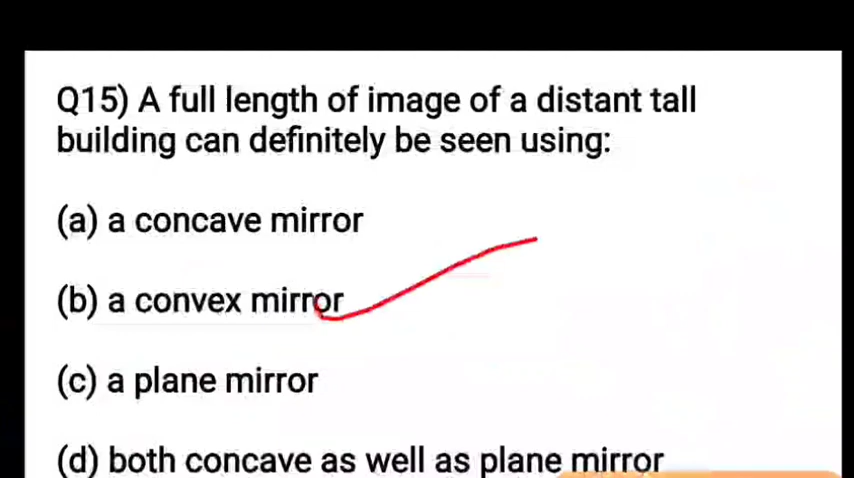 Q15) A full length of image of a distant tall
building can definitely be seen using:
(a) a concave mirror
(b) a convex mirror
(c) a plane mirror
(d) both concave as well as plane mirror